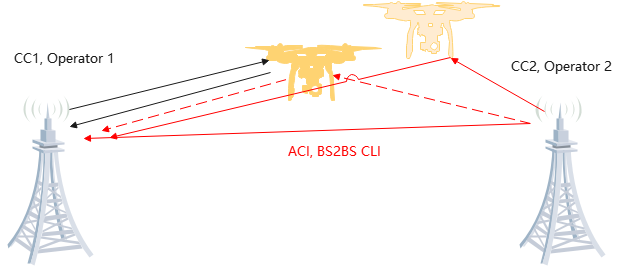 CC1, Operator 1
CC2, Operator 2
ACI, BS2BS CLI